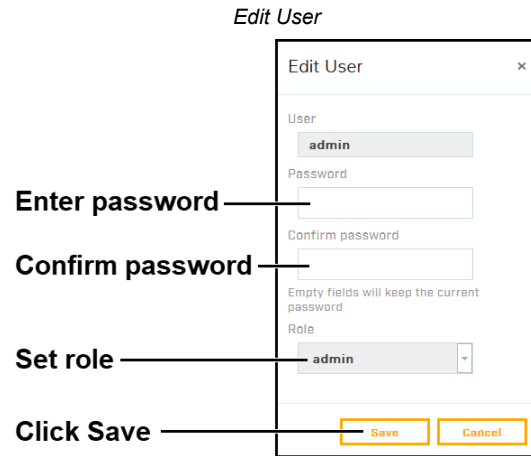 Edit User
Edit User ×
User
admin
Password
Enter password
Confirm password
Confirm password
Empty fields will keep the current
password
Role
Set role
admin
Click Save
Save
Cancel